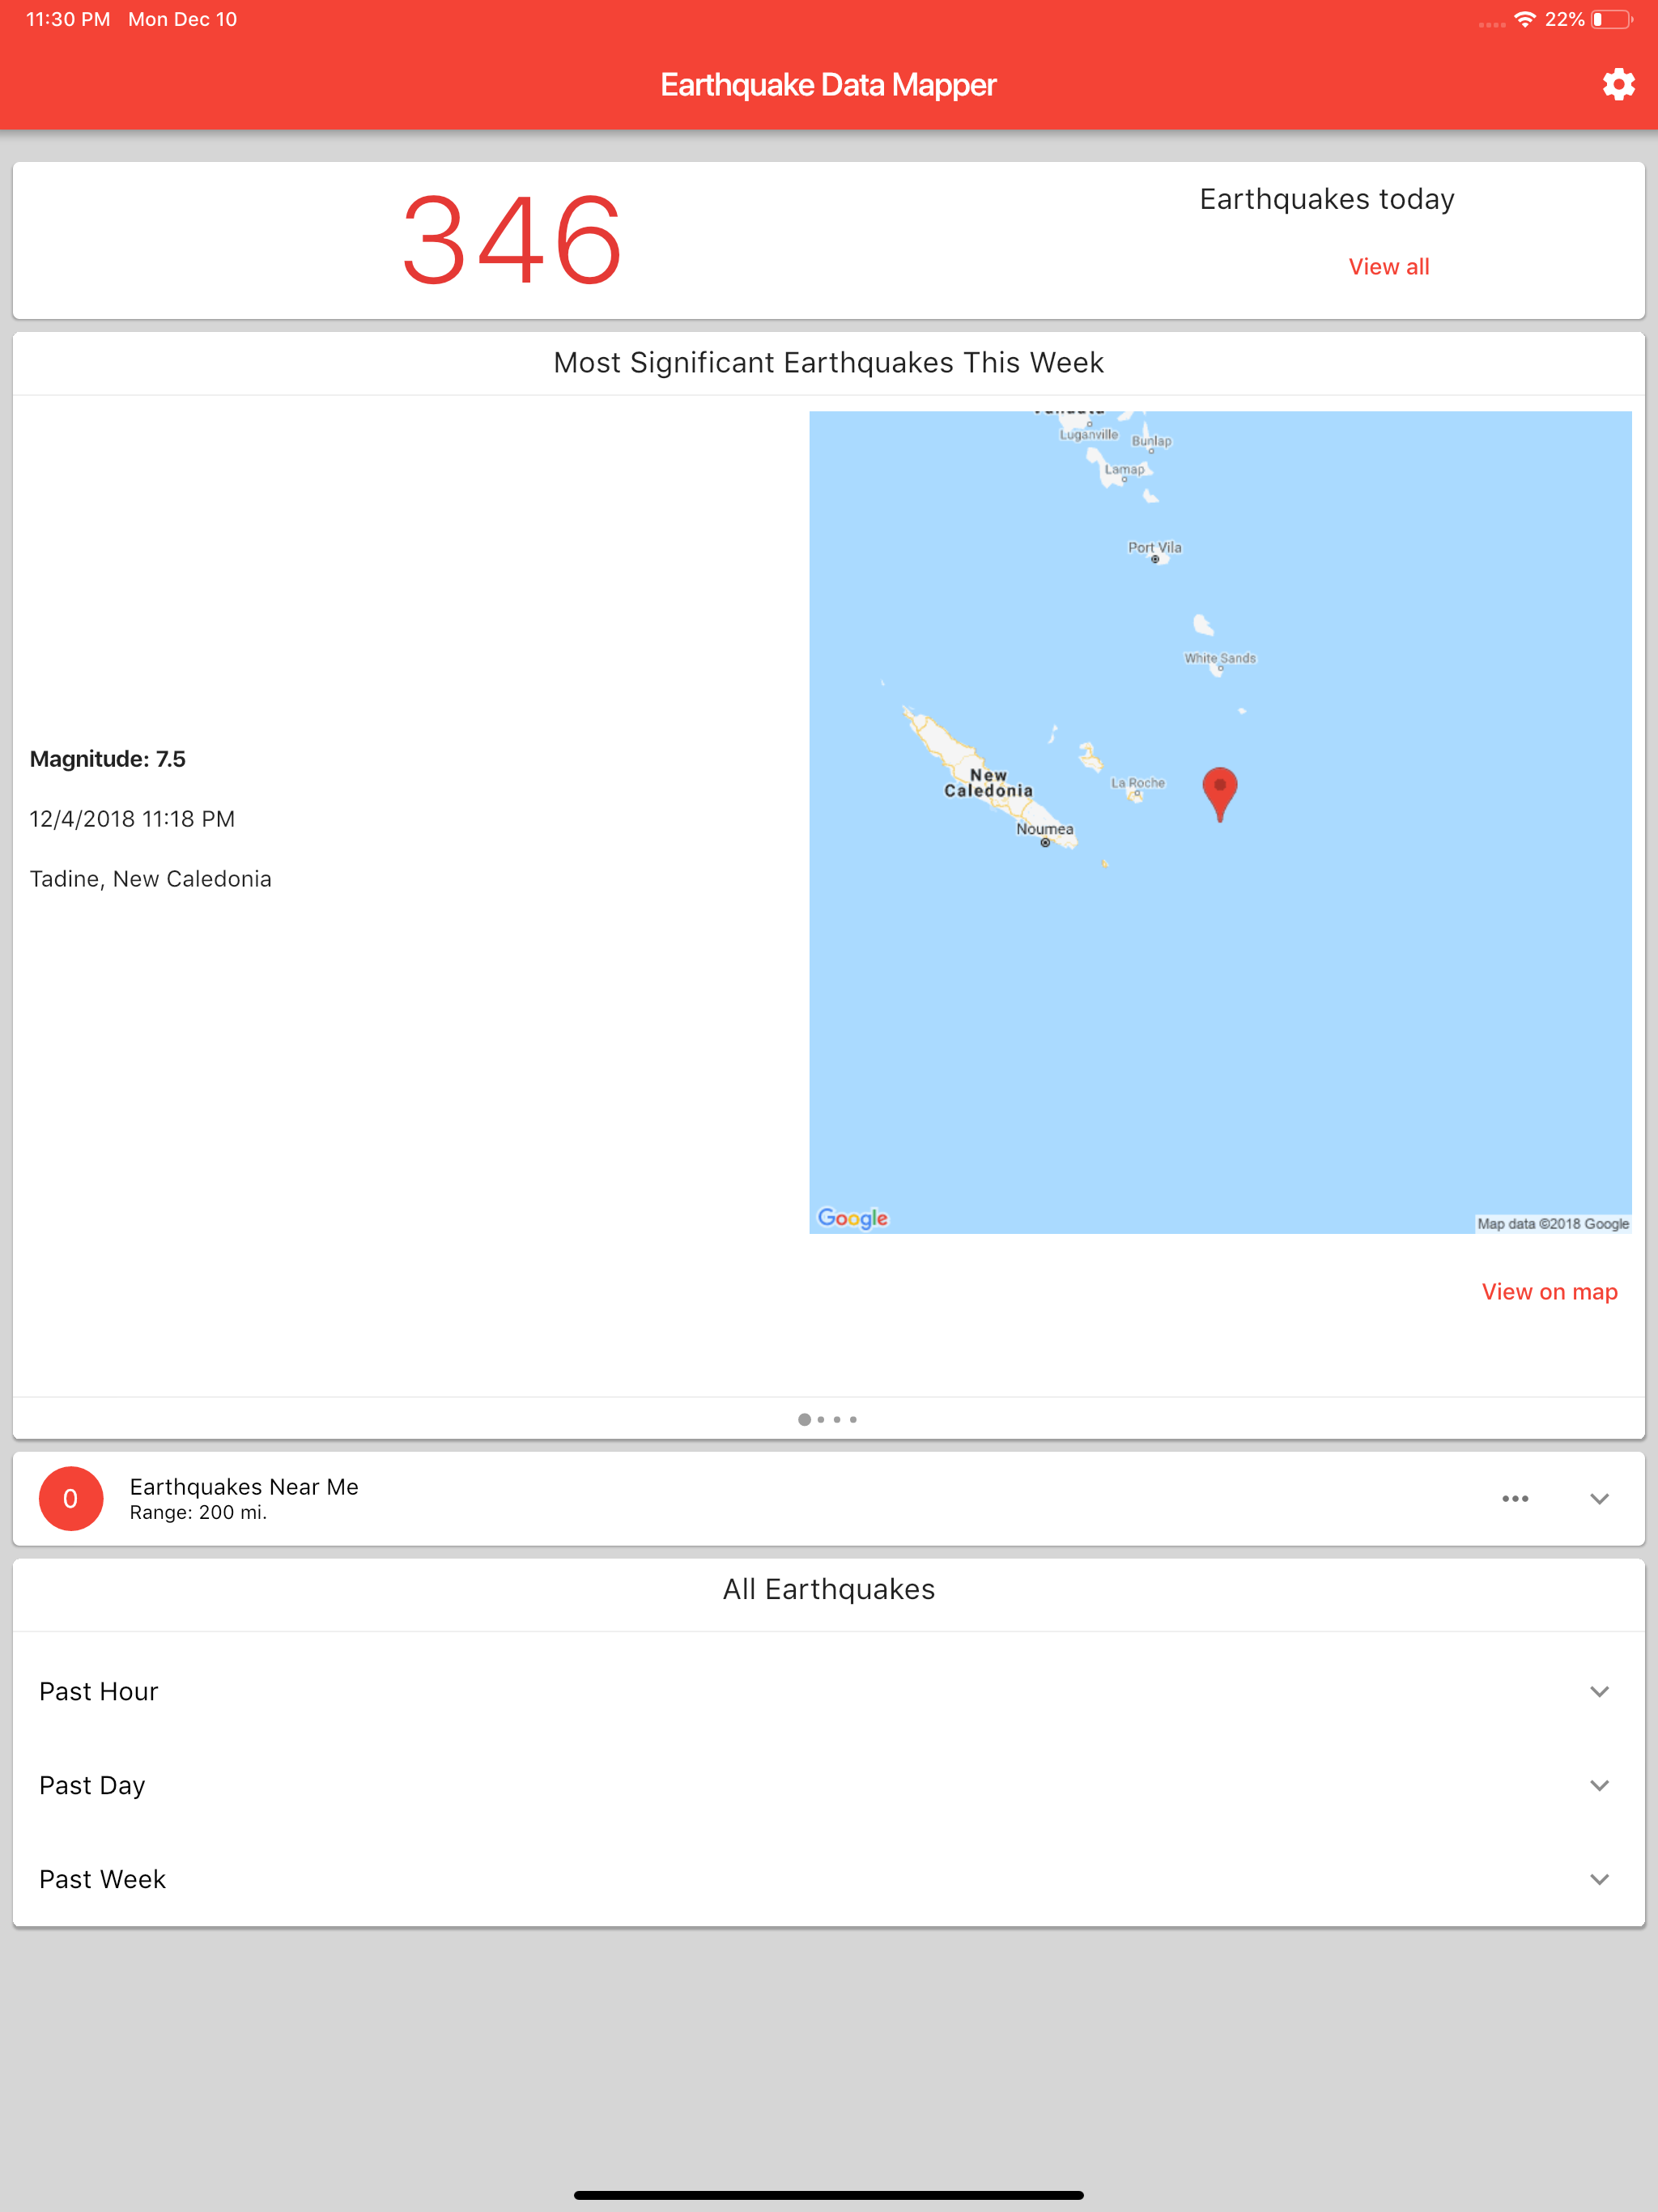 11:30 PM Mon Dec 10
22%
Earthquake Data Mapper
346
Earthquakes today
View all
Most Significant Earthquakes This Week
Magnitude: 7.5
12/4/2018 11:18 PM
Tadine, New Caledonia
Luganville
Bunlap
Lamap
Port Vila
White Sands
New
Caledonia
La Roche
Noumea
Google
Map data ©2018 Google
View on map
0
Earthquakes Near Me
Range: 200 mi.
All Earthquakes
Past Hour
Past Day
Past Week